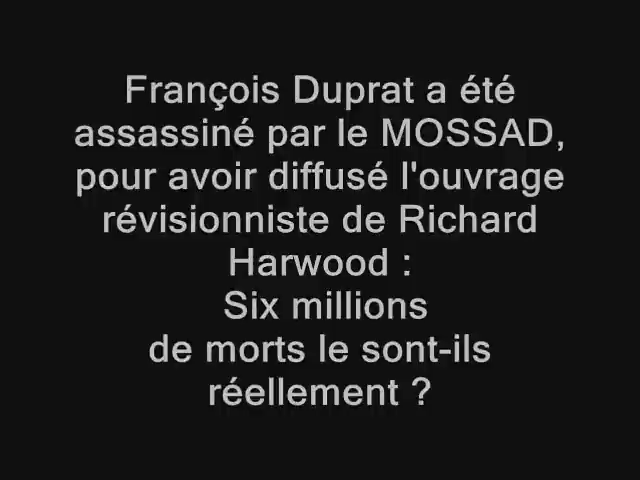 François Duprat a été
assassiné par le MOSSAD,
pour avoir diffusé l'ouvrage
révisionniste de Richard
Harwood :
Six millions
de morts le sont-ils
réellement ?